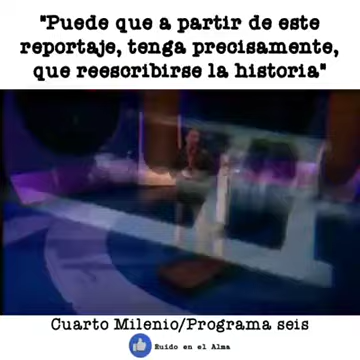 "Puede que a partir de este
reportaje, tenga precisamente,
que reescribirse la historia"
Cuarto Milenio/Programa seis
Ruido en el Alma